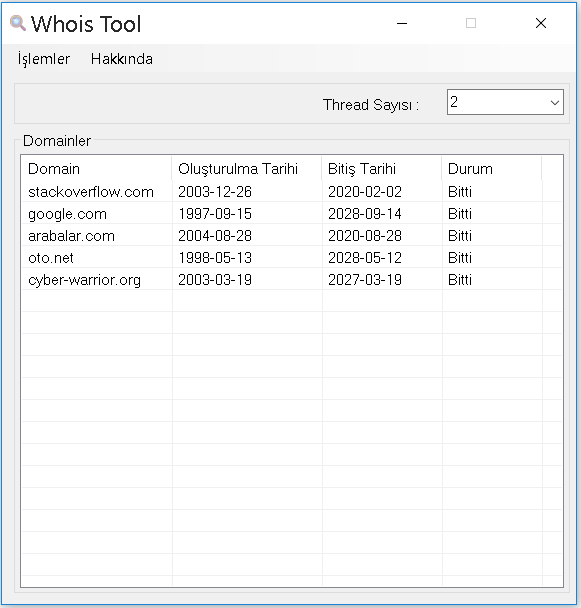 Whois Tool
İşlemler Hakkında
Thread Sayısı : 2
Domainler
Domain Oluşturulma Tarihi Bitiş Tarihi Durum
stackoverflow.com 2003-12-26 2020-02-02 Bitti
google.com 1997-09-15 2028-09-14 Bitti
arabalar.com 2004-08-28 2020-08-28 Bitti
oto.net 1998-05-13 2028-05-12 Bitti
cyber-warrior.org 2003-03-19 2027-03-19 Bitti